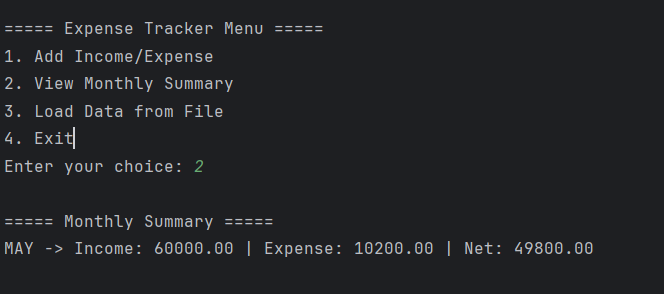 ===== Expense Tracker Menu =====
1. Add Income/Expense
2. View Monthly Summary
3. Load Data from File
4. Exit
Enter your choice: 2
===== Monthly Summary =====
MAY -> Income: 60000.00 | Expense: 10200.00 | Net: 49800.00